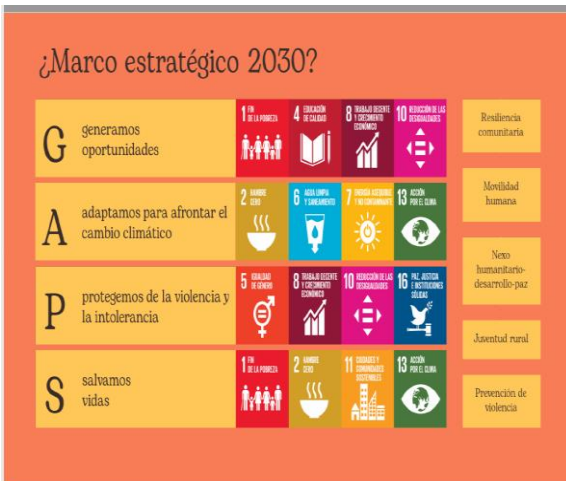 ¿Marco estratégico 2030?
G
generamos
oportunidades
1 FIN
DE LA POBREZA
4 EDUCACIÓN
DE CALIDAD
8 TRABAJO DECENTE
Y CRECIMIENTO
ECONÓMICO
10 REDUCCIÓN DE LAS
DESIGUALDADES
A
adaptamos para afrontar el
cambio climático
2 HAMBRE
CERO
6 AGUA LIMPIA
Y SANEAMIENTO
7 ENERGÍA ASEQUIBLE
Y NO CONTAMINANTE
13 ACCIÓN
POR EL CLIMA
P
protegemos de la violencia y
la intolerancia
5 IGUALDAD
DE GÉNERO
8 TRABAJO DECENTE
Y CRECIMIENTO
ECONÓMICO
10 REDUCCIÓN DE LAS
DESIGUALDADES
16 PAZ, JUSTICIA
E INSTITUCIONES
SÓLIDAS
S
salvamos
vidas
1 FIN
DE LA POBREZA
2 HAMBRE
CERO
11 CIUDADES Y
COMUNIDADES
SOSTENIBLES
13 ACCIÓN
POR EL CLIMA
Resiliencia
comunitaria
Movilidad
humana
Nexo
humanitario-
desarrollo-paz
Juventud rural
Prevención de
violencia